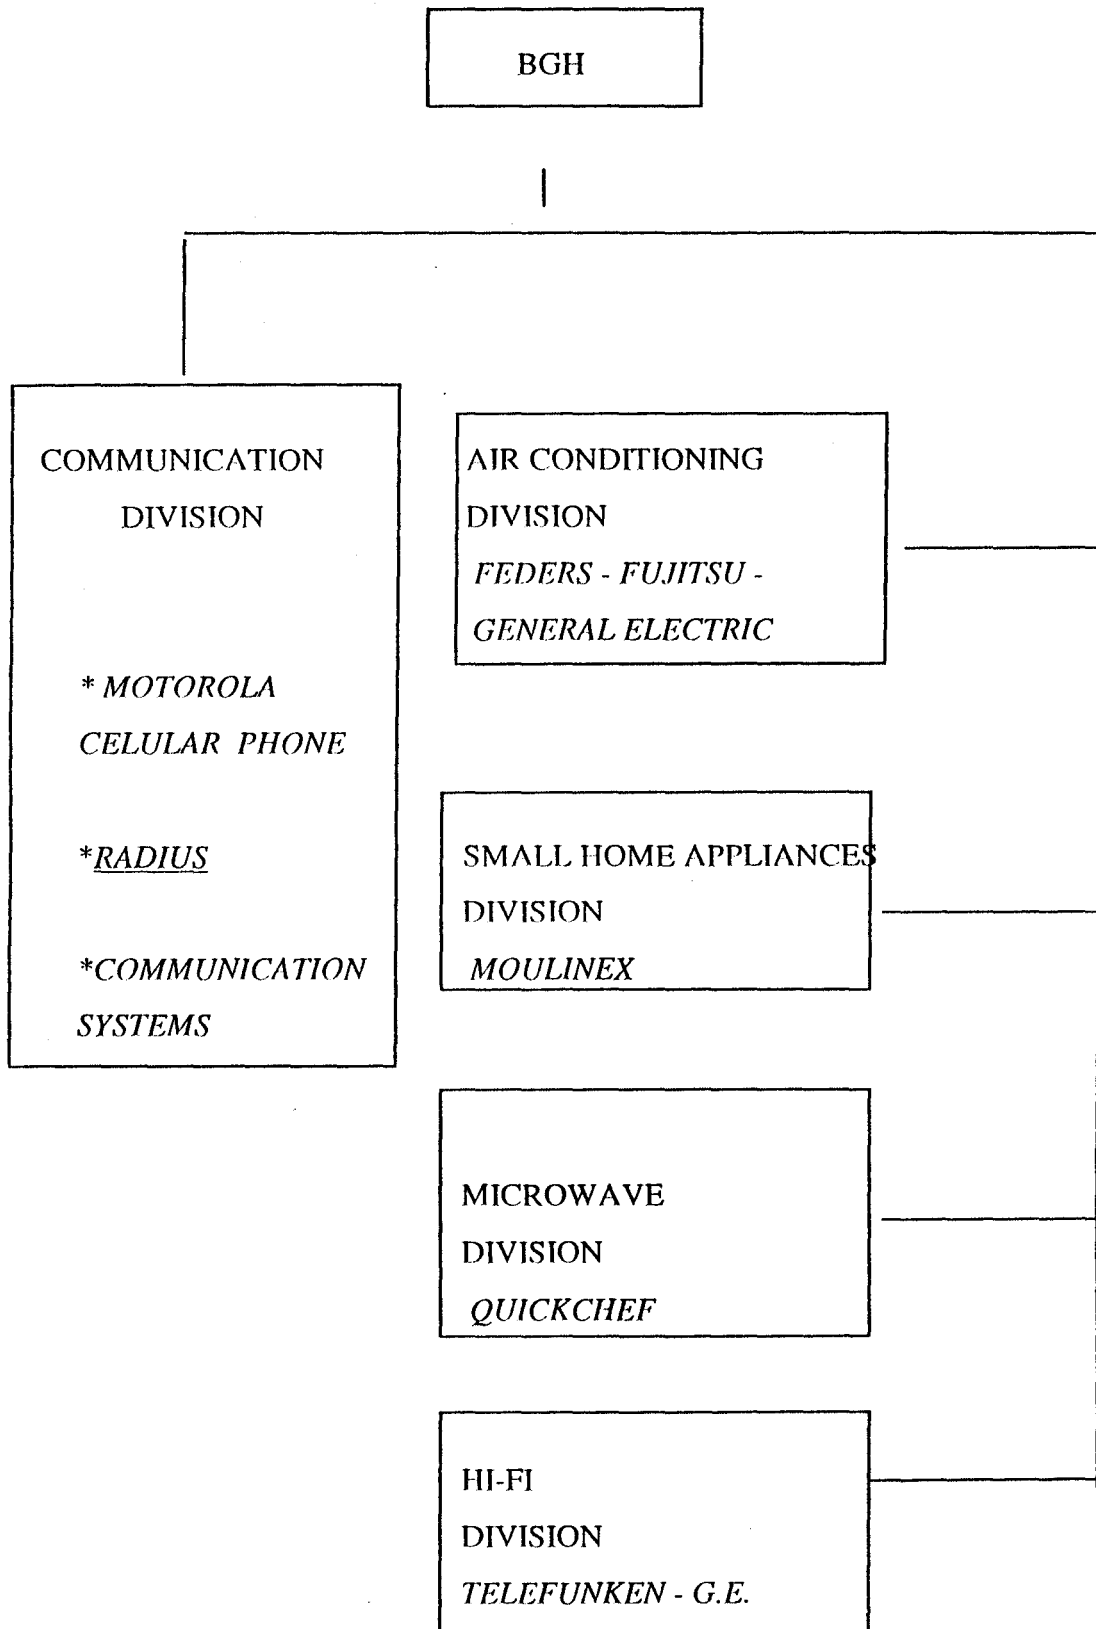 BGH
COMMUNICATION
DIVISION
* MOTOROLA
CELULAR PHONE
*RADIUS
*COMMUNICATION
SYSTEMS
AIR CONDITIONING
DIVISION
FEDERS - FUJITSU -
GENERAL ELECTRIC
SMALL HOME APPLIANCES
DIVISION
MOULINEX
MICROWAVE
DIVISION
QUICKCHEF
HI-FI
DIVISION
TELEFUNKEN - G.E.